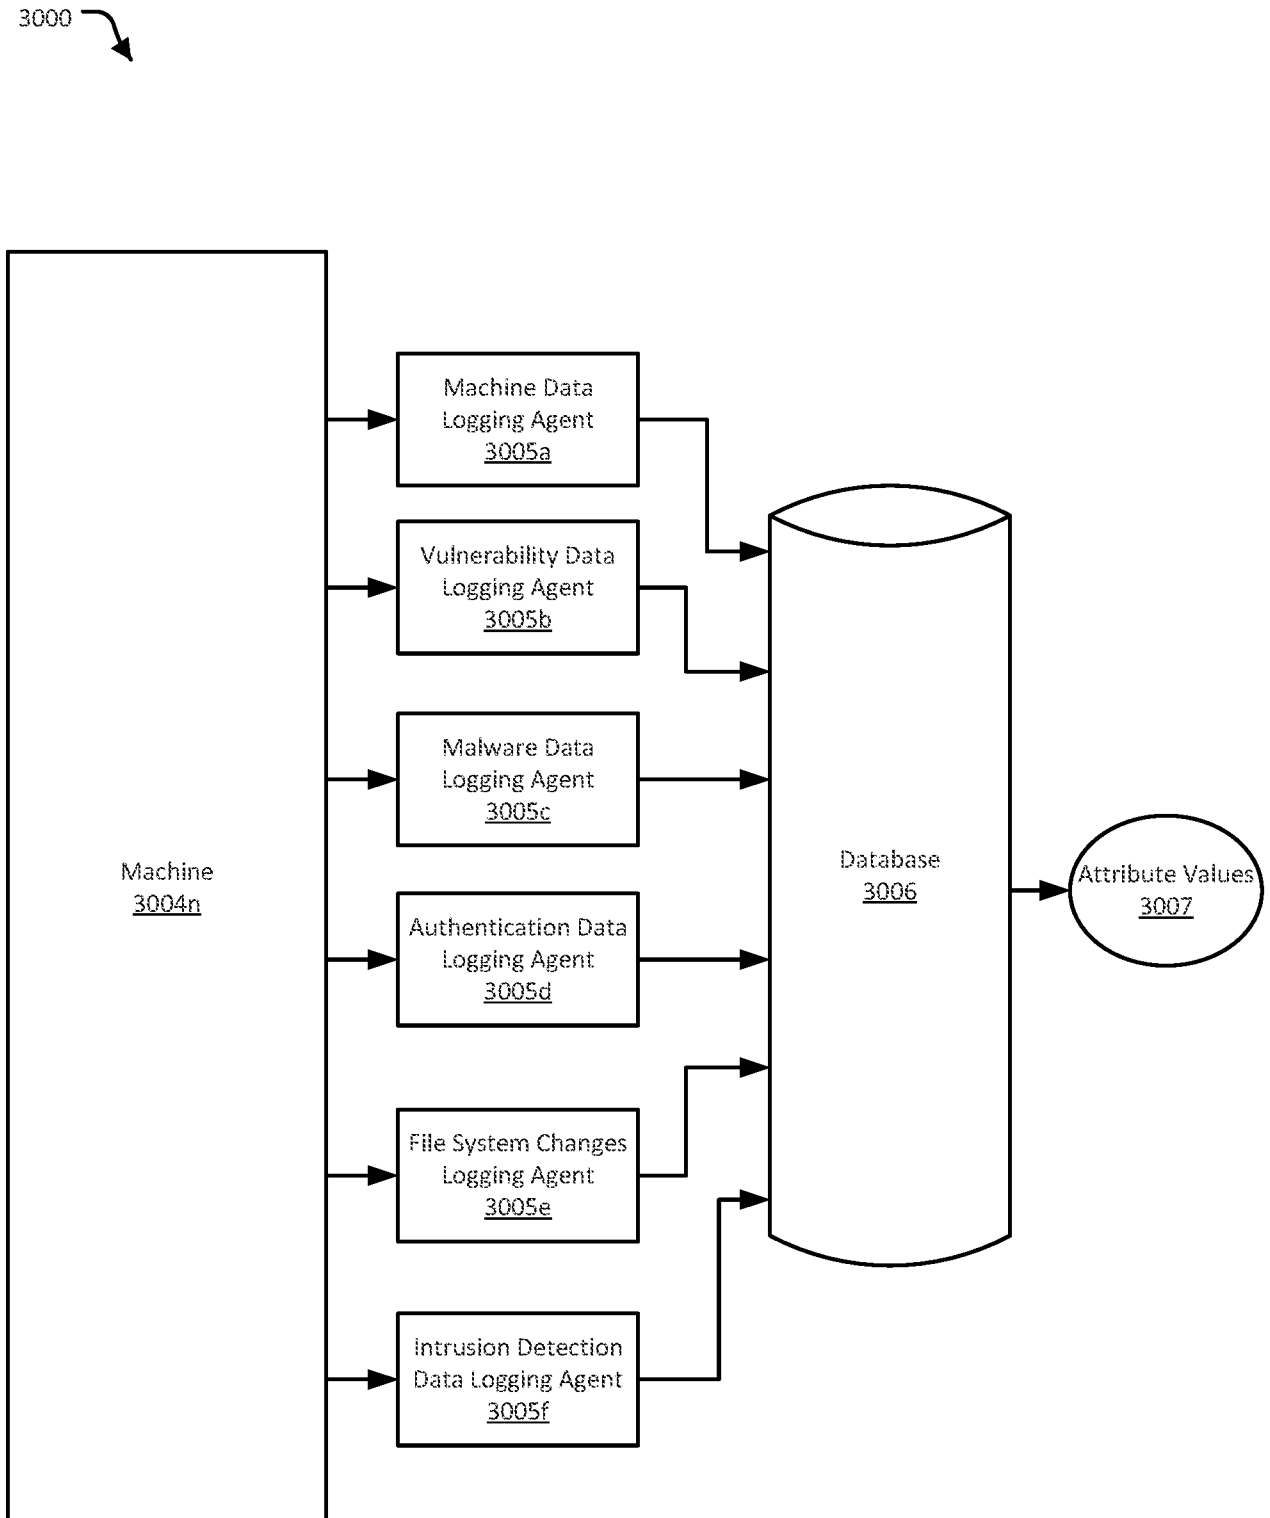 3000
Machine Data
Logging Agent
3005a
Vulnerability Data
Logging Agent
3005b
Malware Data
Logging Agent
3005c
Machine
3004n
Authentication Data
Logging Agent
3005d
File System Changes
Logging Agent
3005e
Intrusion Detection
Data Logging Agent
3005f
Database
3006
Attribute Values
3007